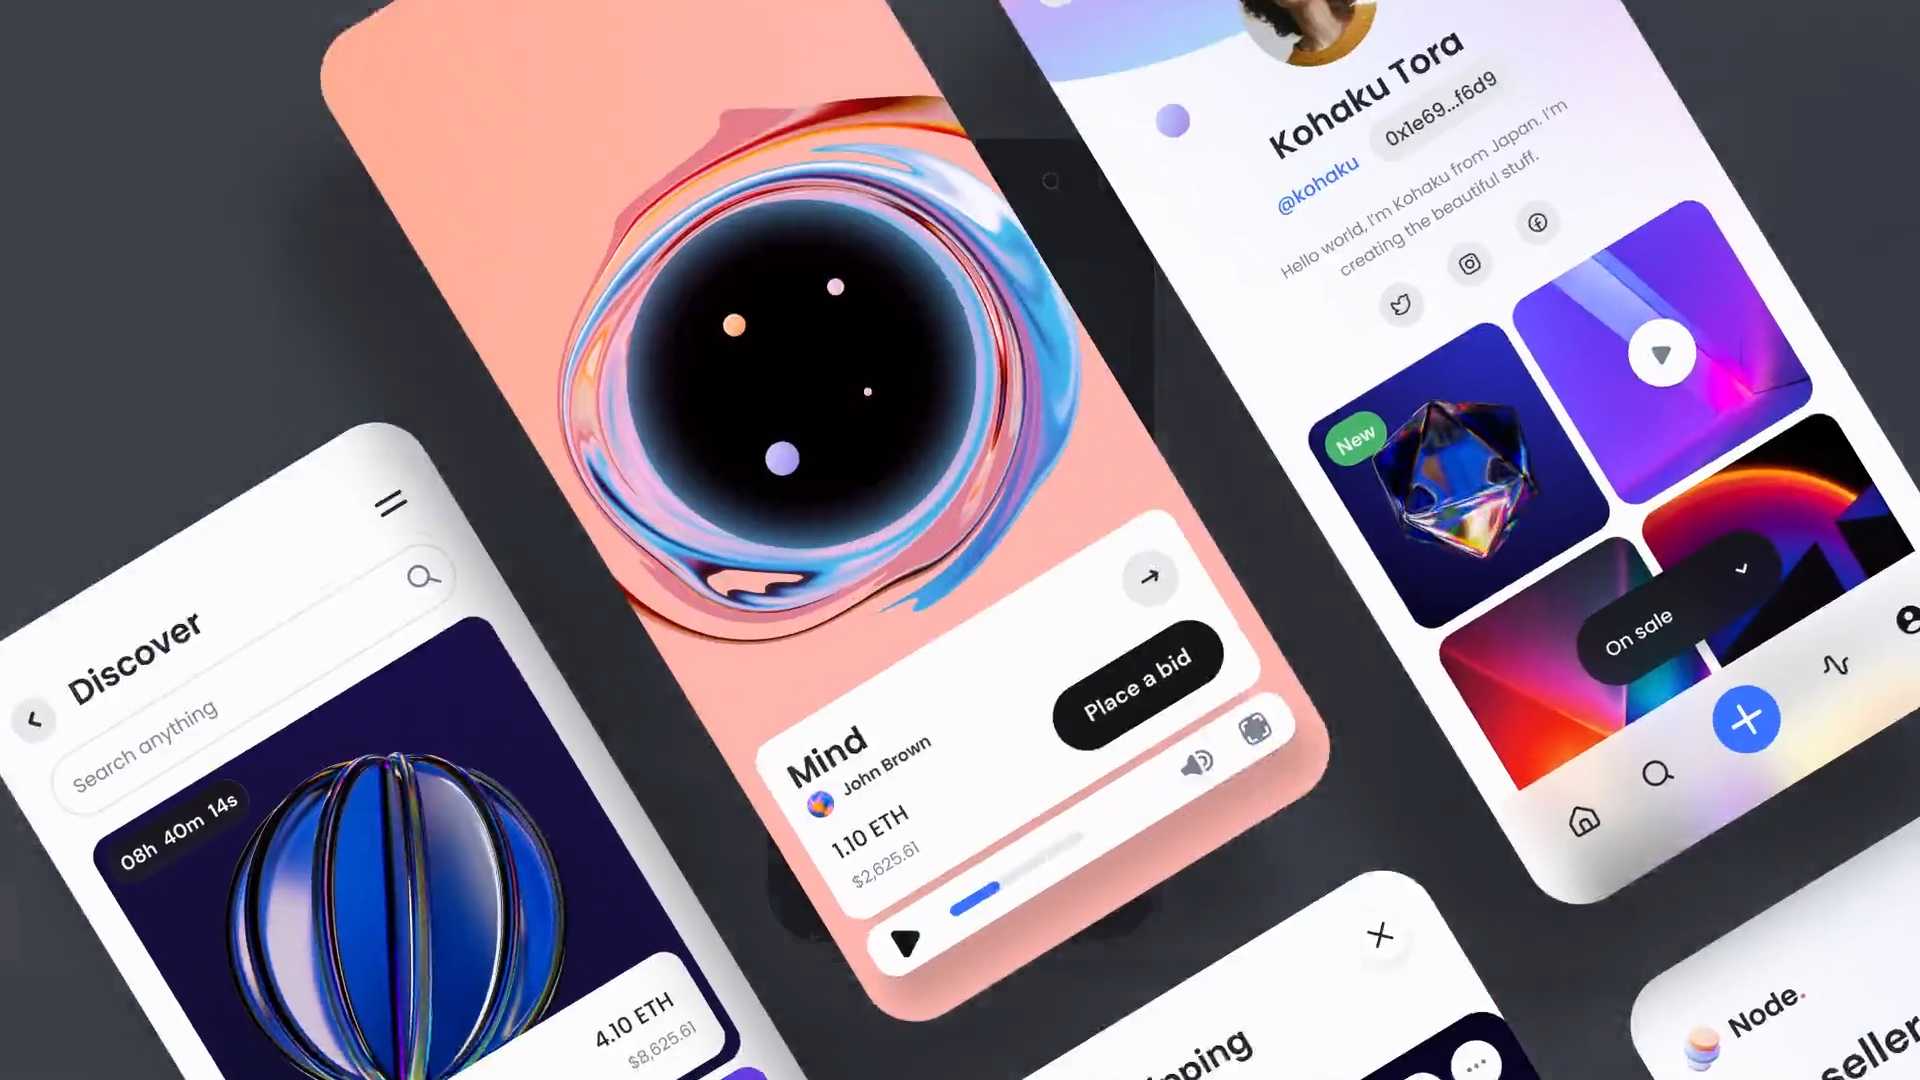 Discover
Search anything
08h 40m 14s
4.10 ETH
$8,625.61
Mind
John Brown
1.10 ETH
$2,625.61
Place a bid
Kohaku Tora
@kohaku
0x1e69...f6d9
Hello world, I'm Kohaku from Japan. I'm
creating the beautiful stuff.
New
On sale
pping
Node.
seller